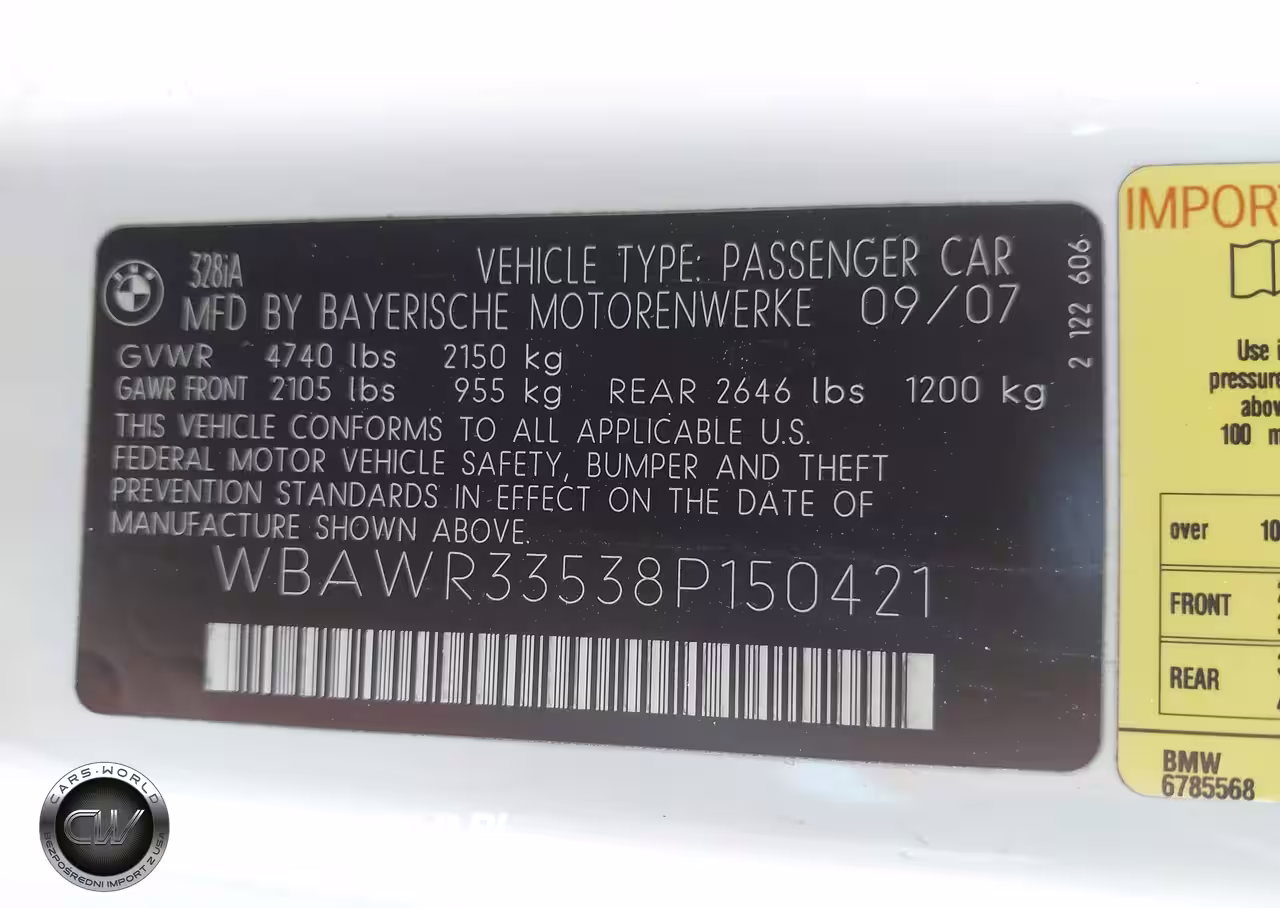 328iA
VEHICLE TYPE: PASSENGER CAR
MFD BY BAYERISCHE MOTORENWERKE 09/07
GVWR 4740 lbs 2150 kg
GAWR FRONT 2105 lbs 955 kg REAR 2646 lbs 1200 kg
THIS VEHICLE CONFORMS TO ALL APPLICABLE U.S.
FEDERAL MOTOR VEHICLE SAFETY, BUMPER AND THEFT
PREVENTION STANDARDS IN EFFECT ON THE DATE OF
MANUFACTURE SHOWN ABOVE.
WBAWR33538P150421
2 122 606
IMPOR
Use
pressure
abov
100 m
over 10
FRONT
REAR
BMW
6785568
CARS-WORLD
CW
BEZPOŚREDNI IMPORT Z USA